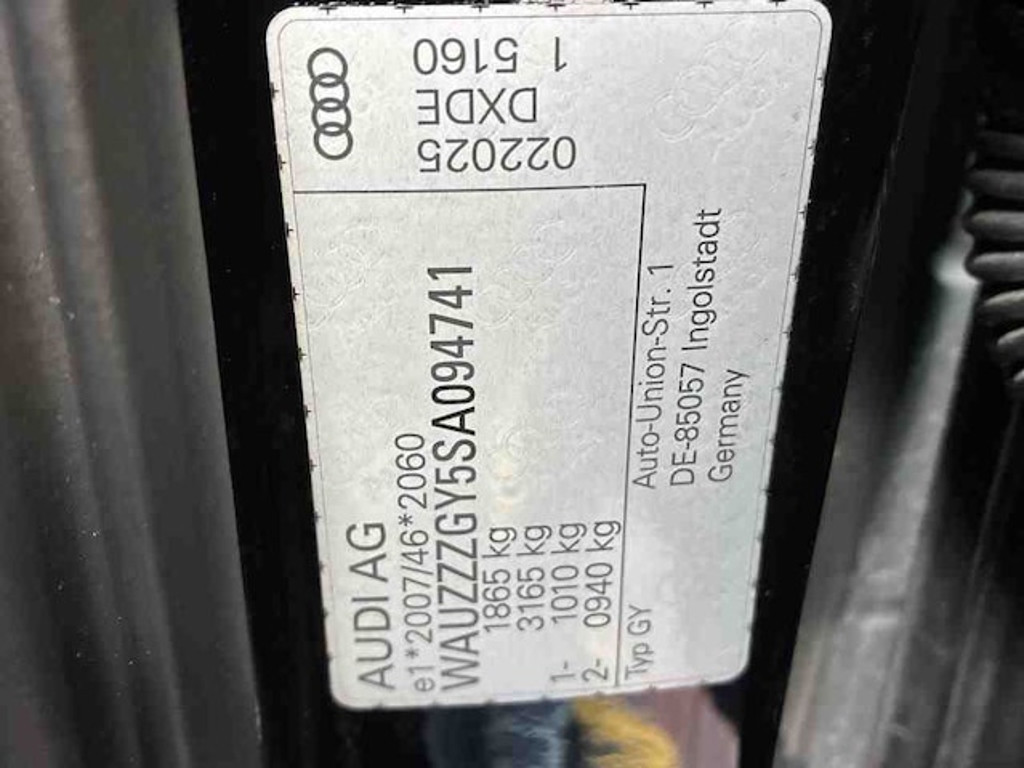 AUDI AG
e1*2007/46*2060
WAUZZZGY5SA094741
1865 kg
3165 kg
1- 1010 kg
2- 0940 kg
Typ GY
Auto-Union-Str. 1
DE-85057 Ingolstadt
Germany
022025
DXDE
1 5160